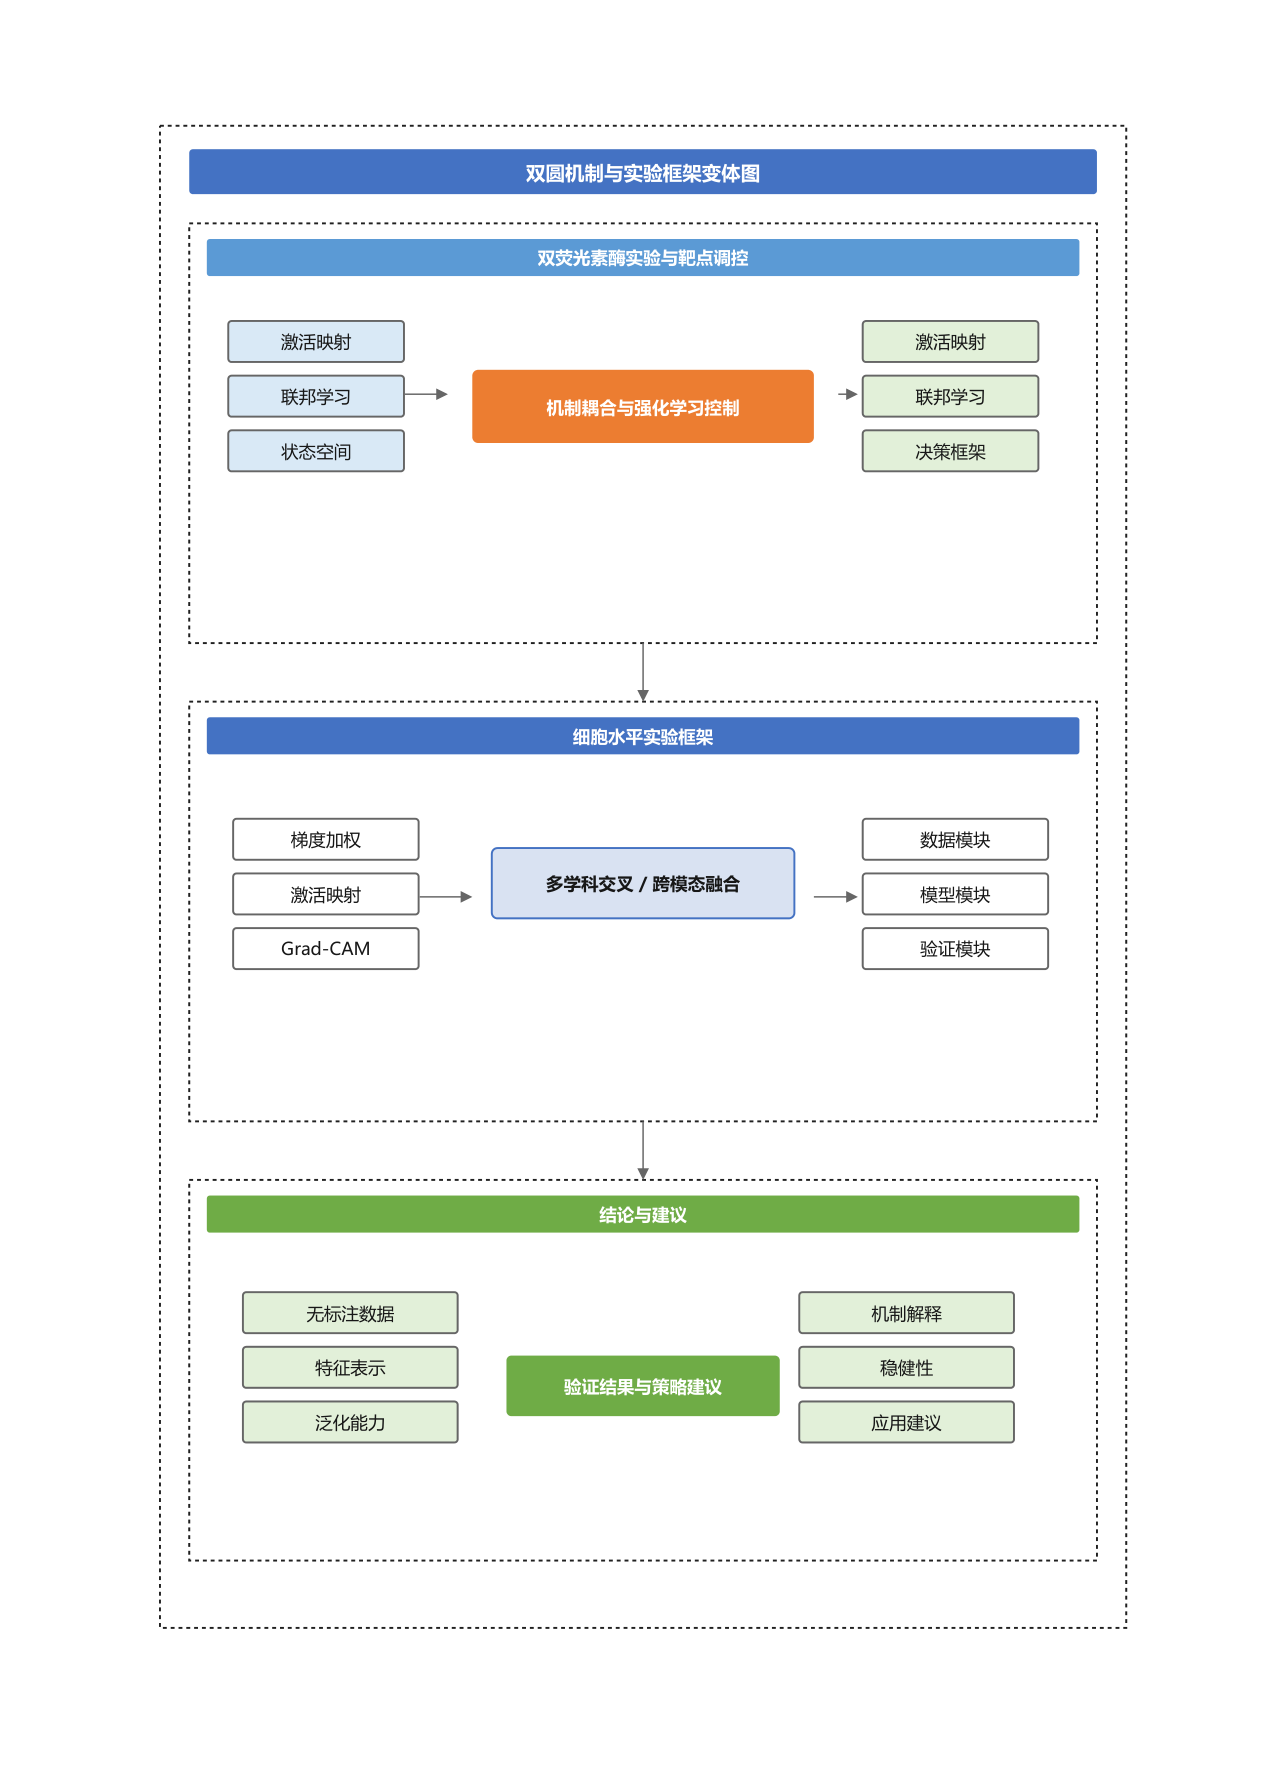 双圆机制与实验框架变体图
双荧光素酶实验与靶点调控
激活映射
联邦学习
状态空间
机制耦合与强化学习控制
激活映射
联邦学习
决策框架
细胞水平实验框架
梯度加权
激活映射
Grad-CAM
多学科交叉 / 跨模态融合
数据模块
模型模块
验证模块
结论与建议
无标注数据
特征表示
泛化能力
验证结果与策略建议
机制解释
稳健性
应用建议